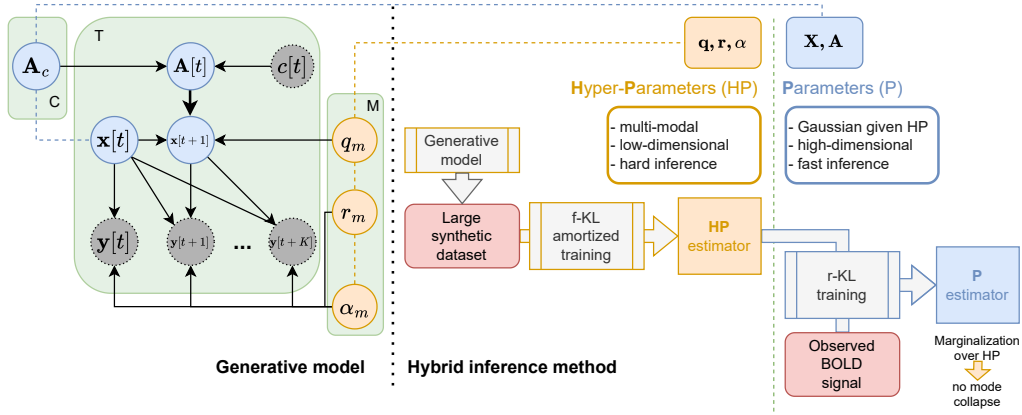 T
A_c
A[t]
c[t]
C
M
x[t]
x[t+1]
q_m
r_m
y[t]
y[t+1]
...
y[t+K]
α_m
Generative model
q, r, α
X, A
Hyper-Parameters (HP)
Parameters (P)
- multi-modal
- low-dimensional
- hard inference
- Gaussian given HP
- high-dimensional
- fast inference
Generative
model
Large
synthetic
dataset
f-KL
amortized
training
HP
estimator
r-KL
training
P
estimator
Observed
BOLD
signal
Marginalization
over HP
no mode
collapse
Hybrid inference method